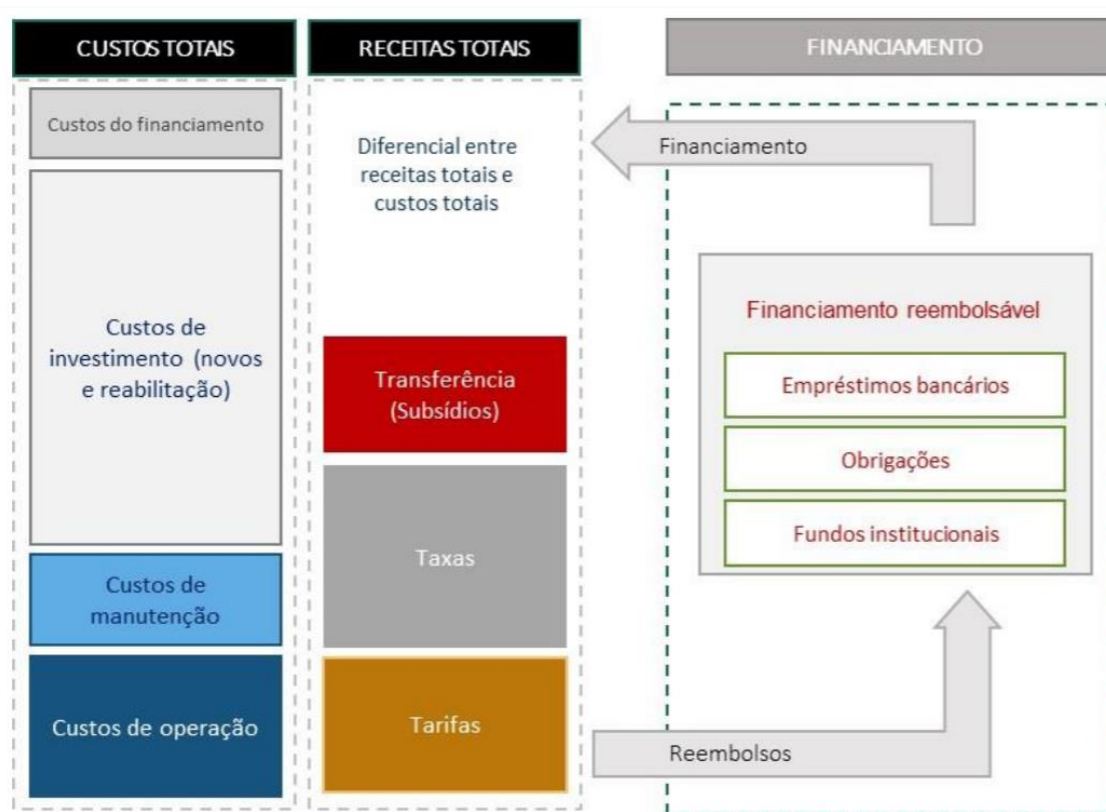 CUSTOS TOTAIS
Custos do financiamento
Custos de
investimento (novos
e reabilitação)
Custos de
manutenção
Custos de operação
RECEITAS TOTAIS
Diferencial entre
receitas totais e
custos totais
Transferência
(Subsídios)
Taxas
Tarifas
FINANCIAMENTO
Financiamento
Financiamento reembolsável
Empréstimos bancários
Obrigações
Fundos institucionais
Reembolsos